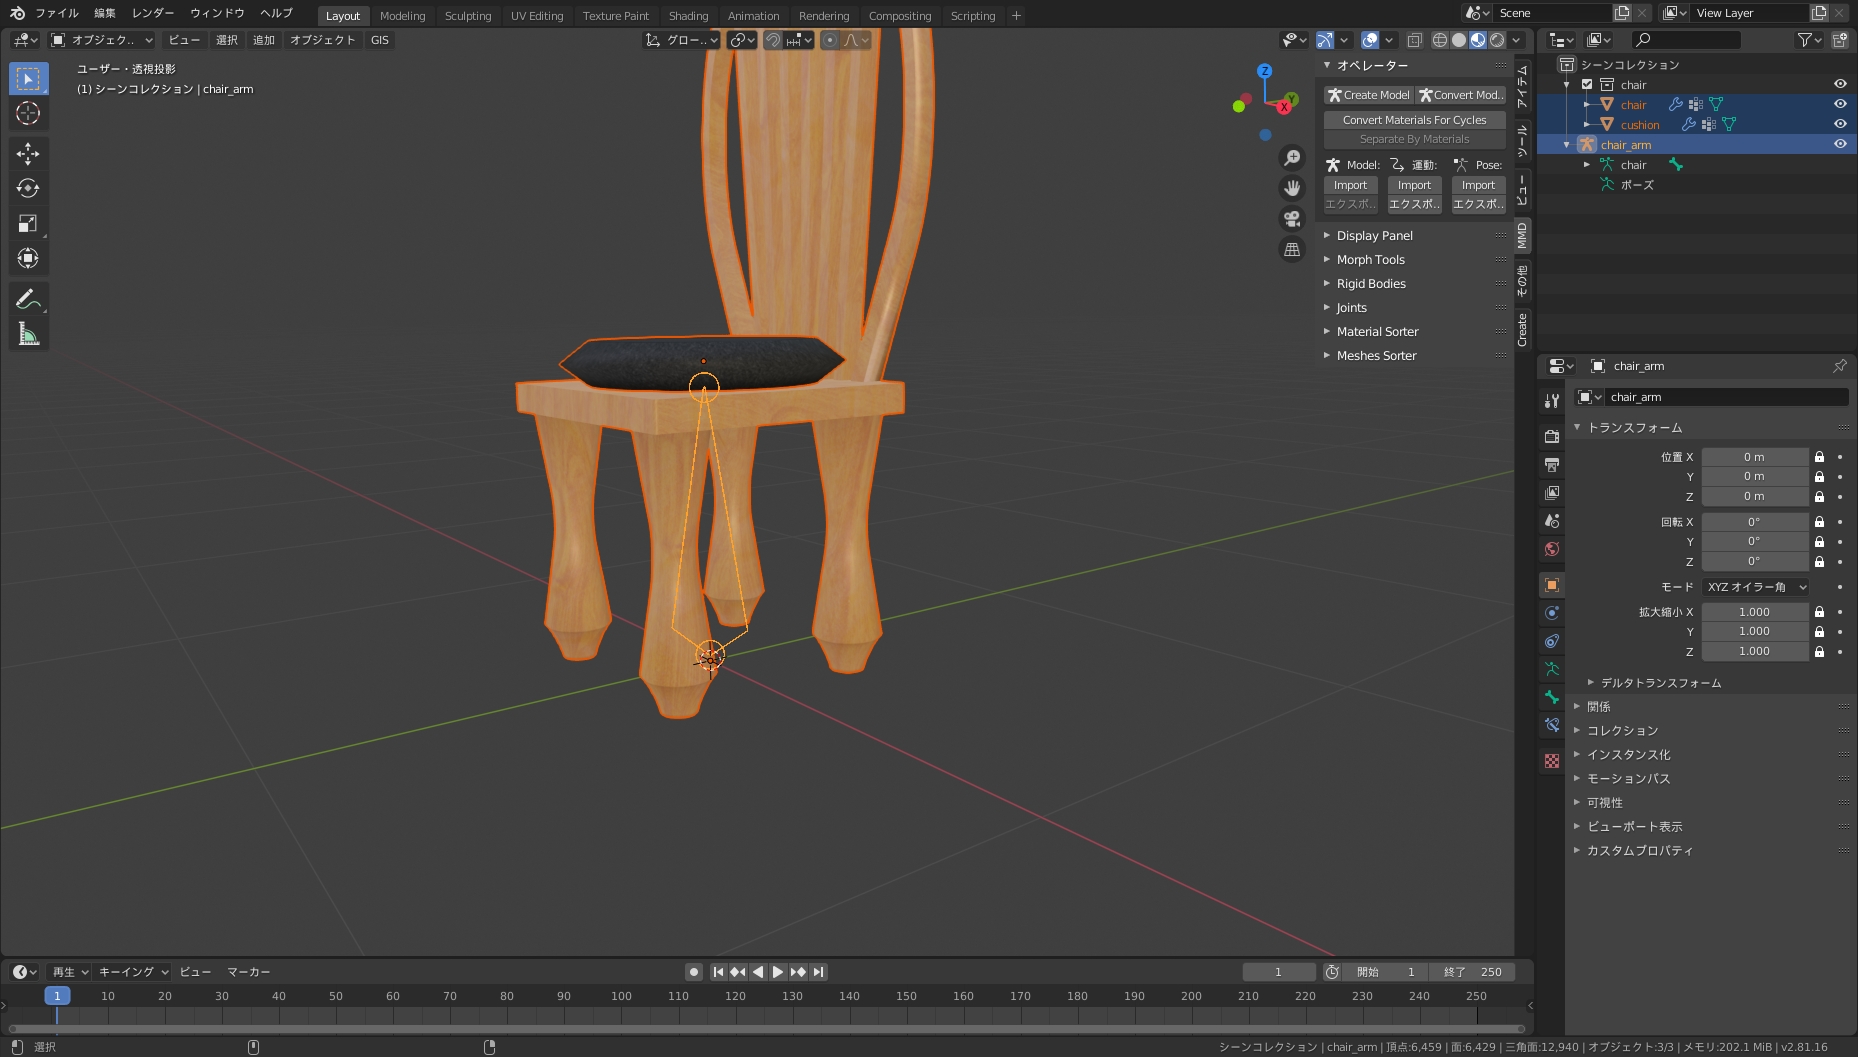 ファイル 編集 レンダー ウィンドウ ヘルプ Layout Modeling Sculpting UV Editing Texture Paint Shading Animation Rendering Compositing Scripting + Scene View Layer
オブジェク.. ビュー 選択 追加 オブジェクト GIS グロー..
ユーザー・透視投影
(1) シーンコレクション | chair_arm
Z
Y
X
オペレーター
Create Model Convert Mod..
Convert Materials For Cycles
Separate By Materials
Model: 運動: Pose:
Import Import Import
エクスポ.. エクスポ.. エクスポ..
Display Panel
Morph Tools
Rigid Bodies
Joints
Material Sorter
Meshes Sorter
アイテム
ツール
ビュー
MMD
その他
Create
シーンコレクション
chair
chair
cushion
chair_arm
chair
ポーズ
chair_arm
chair_arm
トランスフォーム
位置 X 0 m
Y 0 m
Z 0 m
回転 X 0°
Y 0°
Z 0°
モード XYZ オイラー角
拡大縮小 X 1.000
Y 1.000
Z 1.000
デルタトランスフォーム
関係
コレクション
インスタンス化
モーションパス
可視性
ビューポート表示
カスタムプロパティ
再生 キーイング ビュー マーカー 1 開始 1 終了 250
1 10 20 30 40 50 60 70 80 90 100 110 120 130 140 150 160 170 180 190 200 210 220 230 240 250
選択 シーンコレクション | chair_arm | 頂点:6,459 | 面:6,429 | 三角面:12,940 | オブジェクト:3/3 | メモリ:202.1 MiB | v2.81.16